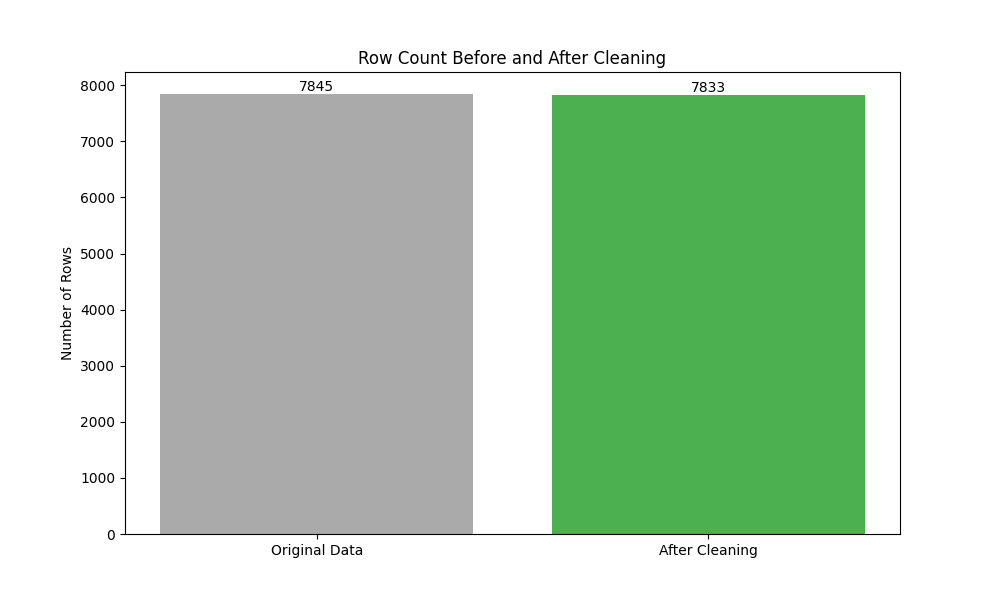 Row Count Before and After Cleaning
7845
7833
8000
7000
6000
5000
4000
3000
2000
1000
0
Number of Rows
Original Data
After Cleaning